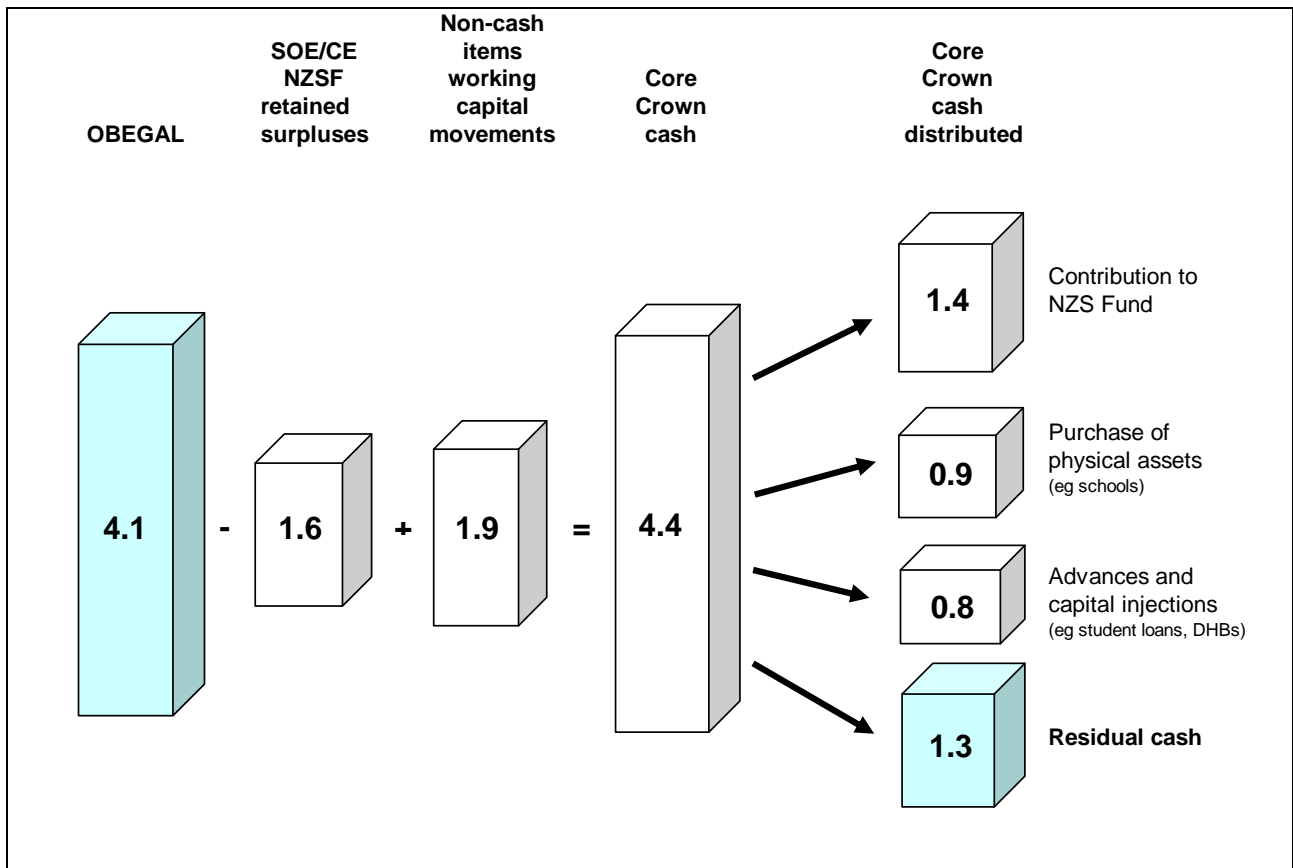 OBEGAL
SOE/CE
NZSF
retained
surpluses
Non-cash
items
working
capital
movements
Core
Crown
cash
Core
Crown
cash
distributed
4.1
-
1.6
+
1.9
=
4.4
1.4
Contribution to
NZS Fund
0.9
Purchase of
physical assets
(eg schools)
0.8
Advances and
capital injections
(eg student loans, DHBs)
1.3
Residual cash